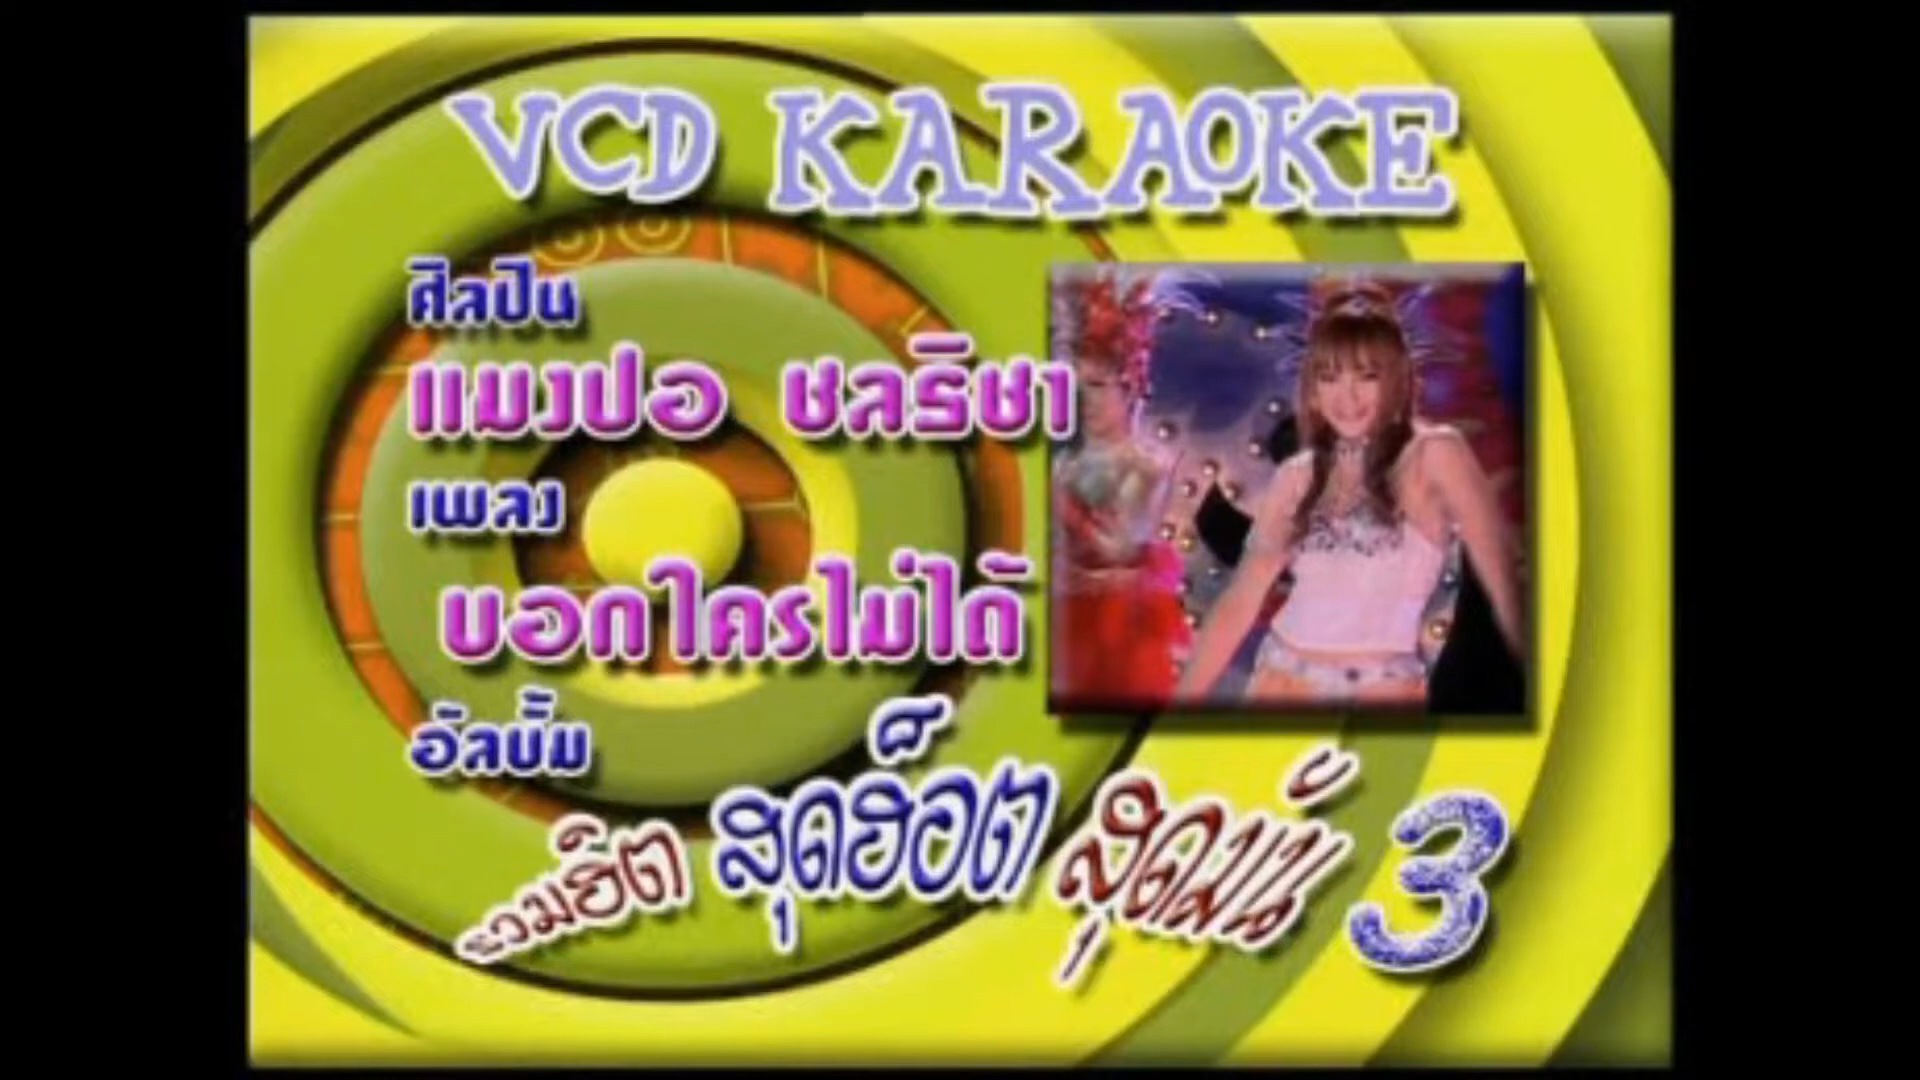 VCD KARAOKE
ศิลปิน
แมงปอ ชลธิชา
เพลง
บอกใครไม่ได้
อัลบั้ม
รวมฮิต สุดฮ็อต สุดมัน 3